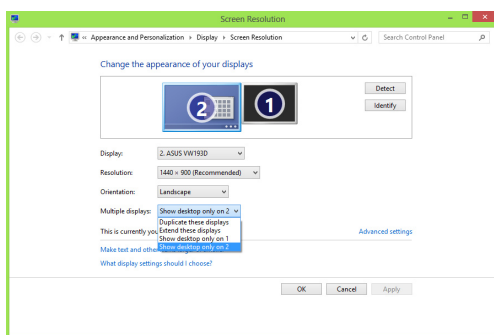 Screen Resolution
« Appearance and Personalization Display Screen Resolution
Search Control Panel
Change the appearance of your displays
2
1
Detect
Identify
Display: 2. ASUS VW193D
Resolution: 1440 × 900 (Recommended)
Orientation: Landscape
Multiple displays: Show desktop only on 2
Duplicate these displays
This is currently you Extend these displays Advanced settings
Show desktop only on 1
Make text and othe Show desktop only on 2
What display settings should I choose?
OK Cancel Apply